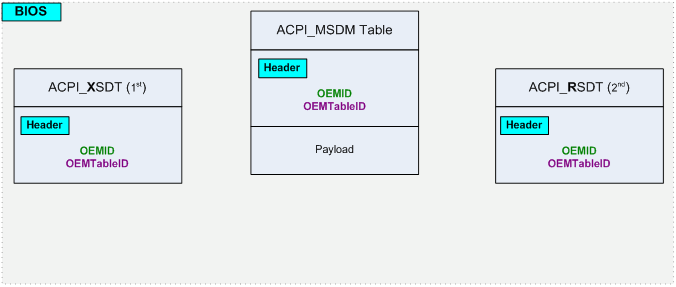 BIOS
ACPI_MSDM Table
Header
OEMID
OEMTableID
Payload
ACPI_XSDT (1st)
Header
OEMID
OEMTableID
ACPI_RSDT (2nd)
Header
OEMID
OEMTableID